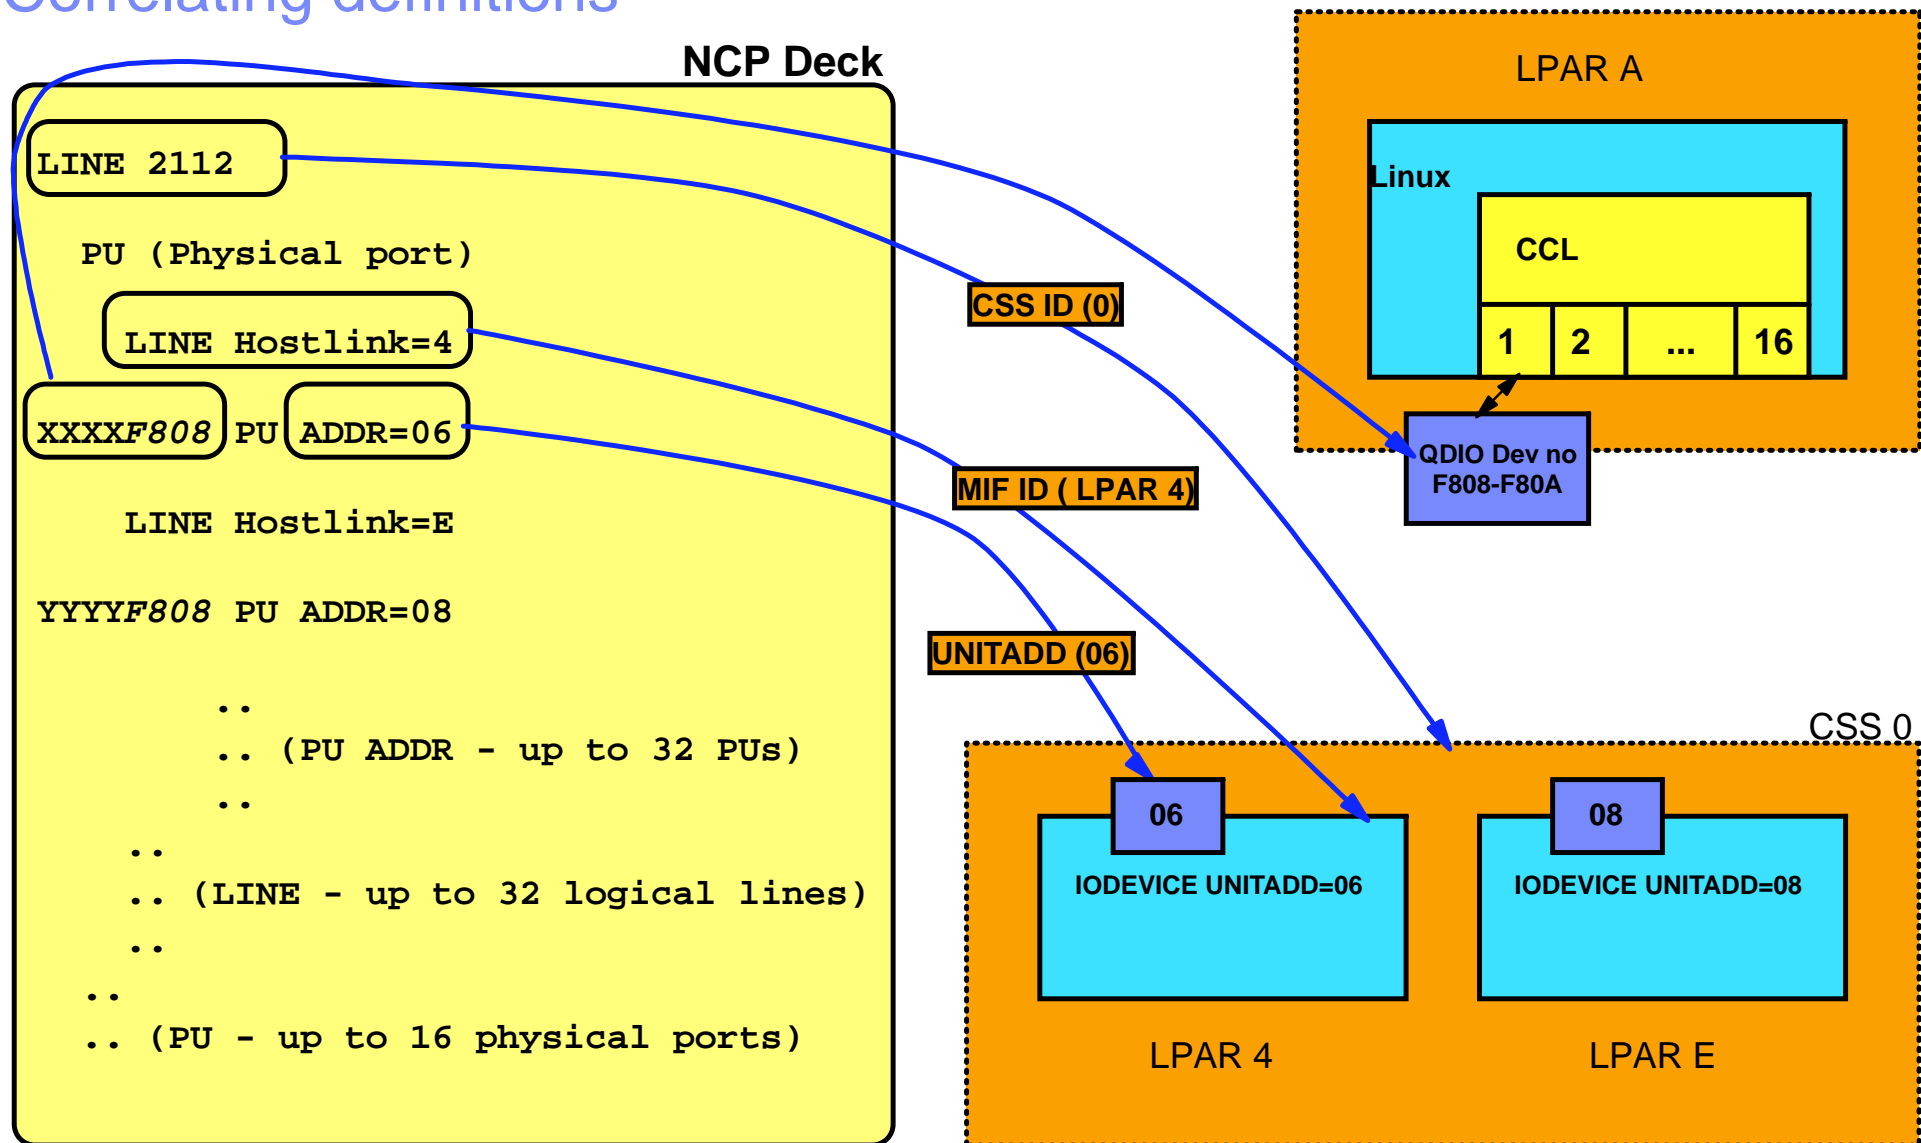 Correlating definitions
NCP Deck
LINE 2112
PU (Physical port)
LINE Hostlink=4
XXXXF808 PU ADDR=06
LINE Hostlink=E
YYYYF808 PU ADDR=08
..
.. (PU ADDR - up to 32 PUs)
..
..
.. (LINE - up to 32 logical lines)
..
..
.. (PU - up to 16 physical ports)
CSS ID (0)
MIF ID ( LPAR 4)
UNITADD (06)
LPAR A
Linux
CCL
1 2 ... 16
QDIO Dev no
F808-F80A
CSS 0
06
IODEVICE UNITADD=06
LPAR 4
08
IODEVICE UNITADD=08
LPAR E